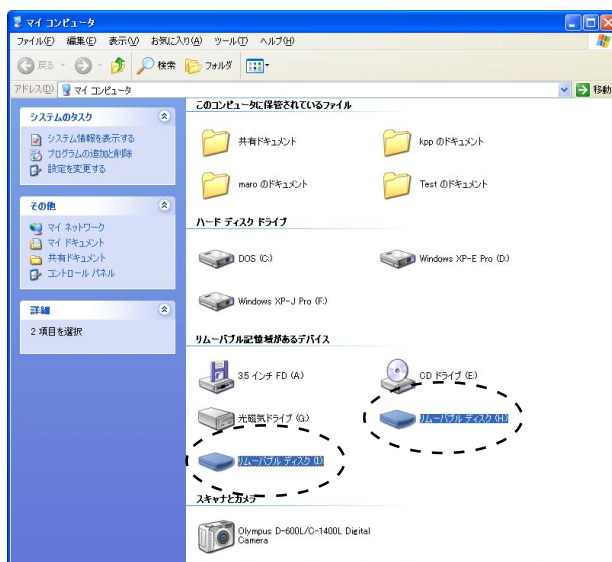 マイ コンピュータ
ファイル(F) 編集(E) 表示(V) お気に入り(A) ツール(T) ヘルプ(H)
戻る 検索 フォルダ
アドレス(D) マイ コンピュータ 移動
システムのタスク
システム情報を表示する
プログラムの追加と削除
設定を変更する
その他
マイ ネットワーク
マイ ドキュメント
共有ドキュメント
コントロール パネル
詳細
2 項目を選択
このコンピュータに保管されているファイル
共有ドキュメント
kpp のドキュメント
maro のドキュメント
Test のドキュメント
ハード ディスク ドライブ
DOS (C:)
Windows XP-E Pro (D:)
Windows XP-J Pro (F:)
リムーバブル記憶域があるデバイス
3.5 インチ FD (A:)
CD ドライブ (E:)
光磁気ドライブ (G:)
リムーバブル ディスク (H:)
リムーバブル ディスク (I:)
スキャナとカメラ
Olympus D-600L/C-1400L Digital
Camera